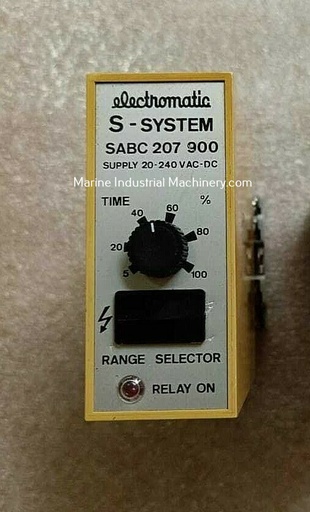 electromatic
S-SYSTEM
SABC 207 900
SUPPLY 20-240 VAC-DC
Marine Industrial Machinery.com
TIME %
5 20 40 60 80 100
RANGE SELECTOR
RELAY ON